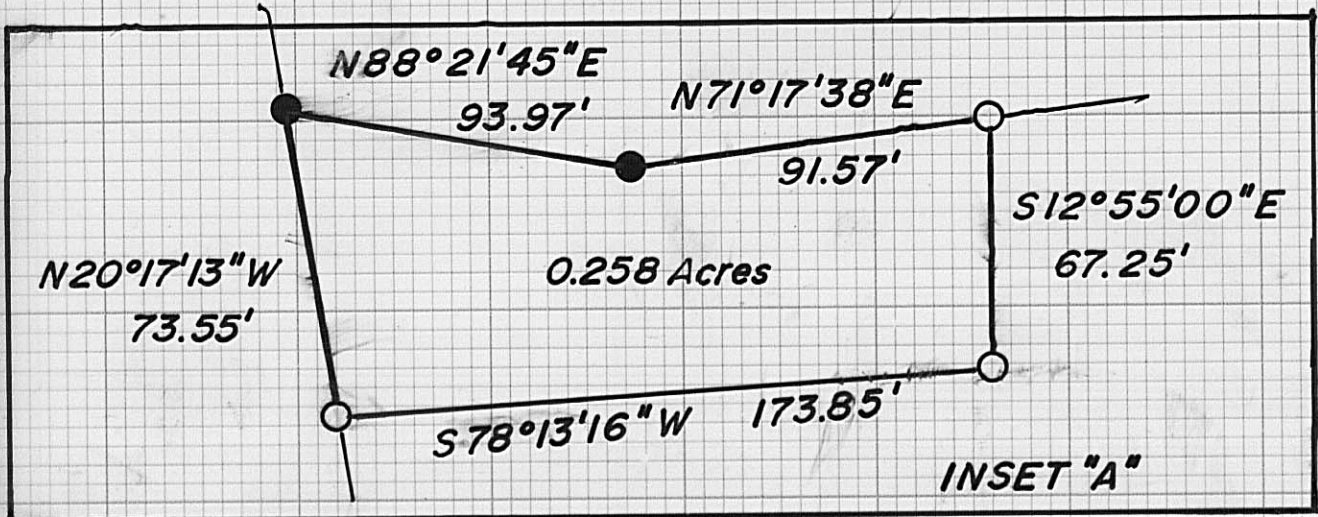 N88°21'45"E
93.97'
N71°17'38"E
91.57'
S12°55'00"E
67.25'
N20°17'13"W
73.55'
0.258 Acres
S78°13'16"W 173.85'
INSET "A"